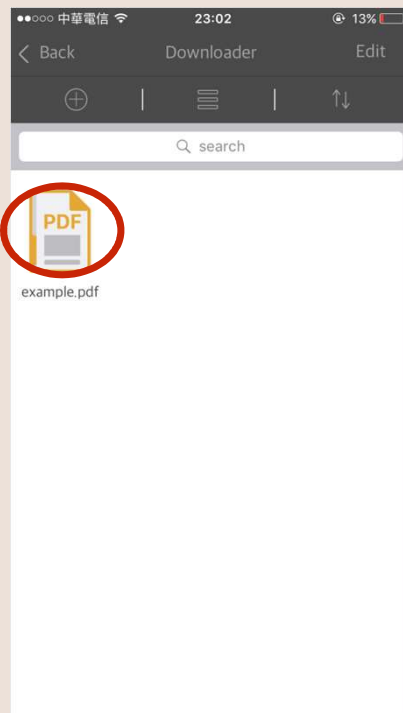 中華電信 23:02 13%
Back Downloader Edit
search
PDF
example.pdf